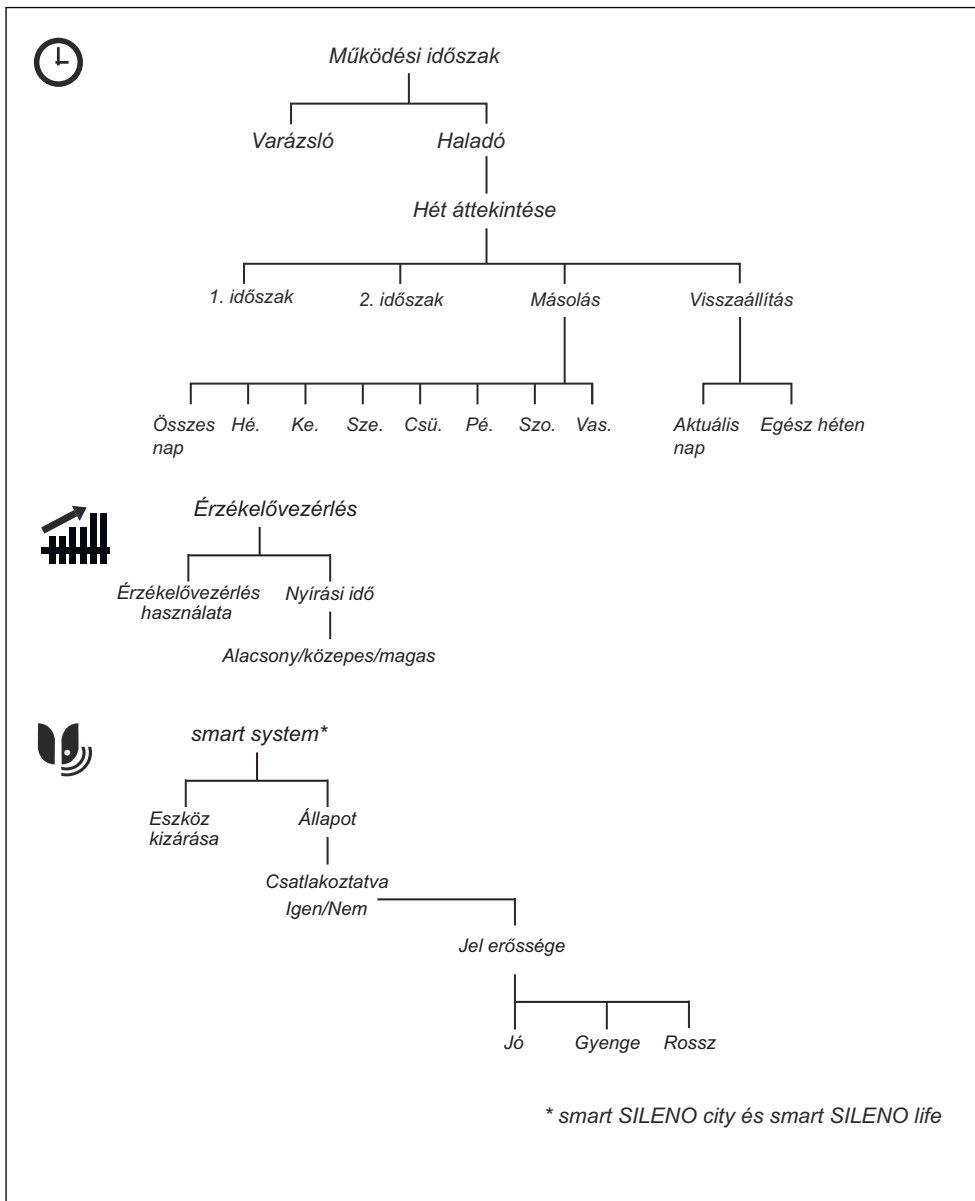 Működési időszak
Varázsló Haladó
Hét áttekintése
1. időszak 2. időszak Másolás Visszaállítás
Összes nap Hé. Ke. Sze. Csü. Pé. Szo. Vas. Aktuális nap Egész héten
Érzékelővezérlés
Érzékelővezérlés használata Nyírási idő
Alacsony/közepes/magas
smart system*
Eszköz kizárása Állapot
Csatlakoztatva
Igen/Nem
Jel erőssége
Jó Gyenge Rossz
* smart SILENO city és smart SILENO life